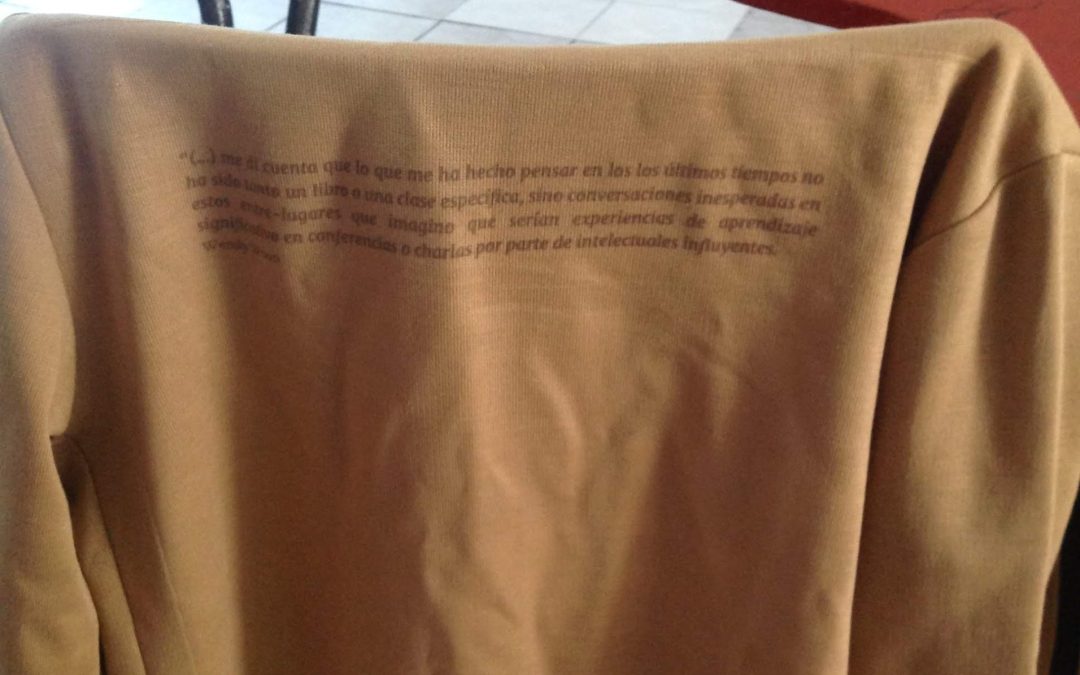 "(...) me di cuenta que lo que me ha hecho pensar en los los últimos tiempos no
ha sido tanto un libro o una clase específica, sino conversaciones inesperadas en
estos entre-lugares que imagino que serían experiencias de aprendizaje
significativo en conferencias o charlas por parte de intelectuales influyentes.
Wendy